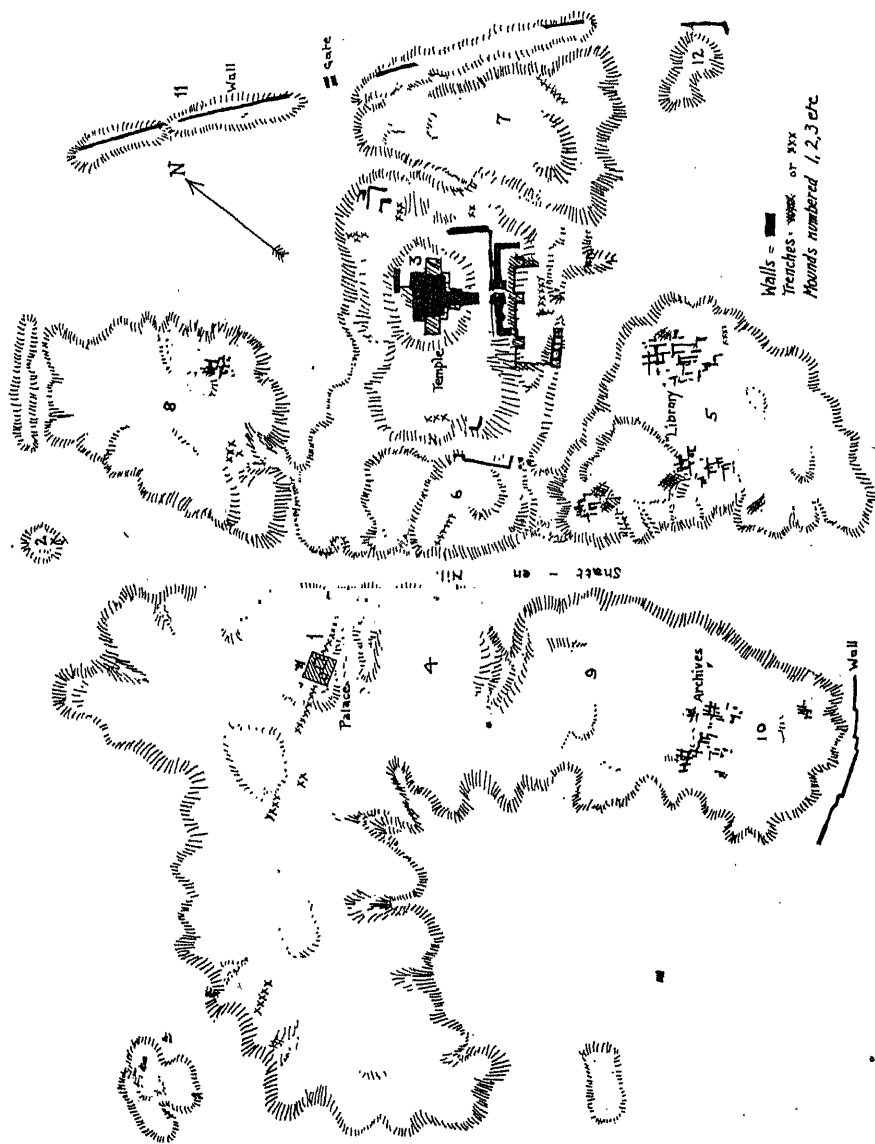 11
Wall
Gate
12
N
7
3
Temple
8
6
Library
5
2
Shatt - en Nil.
1
Palace
4
9
Archives
10
Wall
Walls =
Trenches. or xxx
Mounds numbered 1, 2, 3 etc